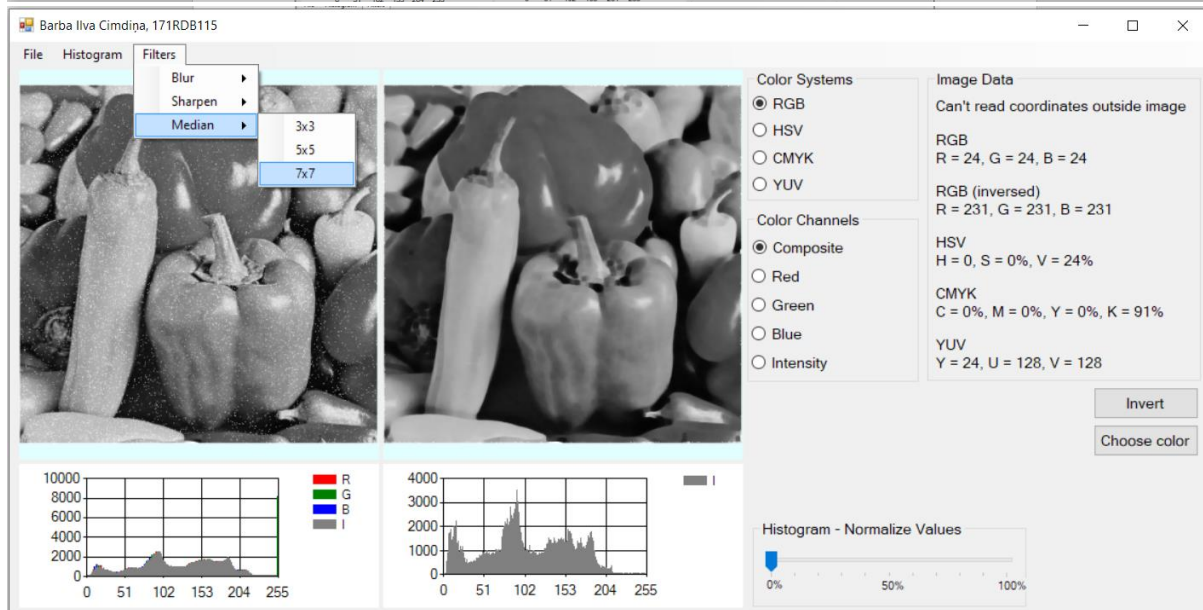 Barba Ilva Cimdiņa, 171RDB115
File Histogram Filters
Blur
Sharpen
Median
3x3
5x5
7x7
Color Systems
RGB
HSV
CMYK
YUV
Color Channels
Composite
Red
Green
Blue
Intensity
Image Data
Can't read coordinates outside image
RGB
R = 24, G = 24, B = 24
RGB (inversed)
R = 231, G = 231, B = 231
HSV
H = 0, S = 0%, V = 24%
CMYK
C = 0%, M = 0%, Y = 0%, K = 91%
YUV
Y = 24, U = 128, V = 128
Invert
Choose color
10000
8000
6000
4000
2000
0
0 51 102 153 204 255
R
G
B
I
4000
3000
2000
1000
0
0 51 102 153 204 255
I
Histogram - Normalize Values
0% 50% 100%